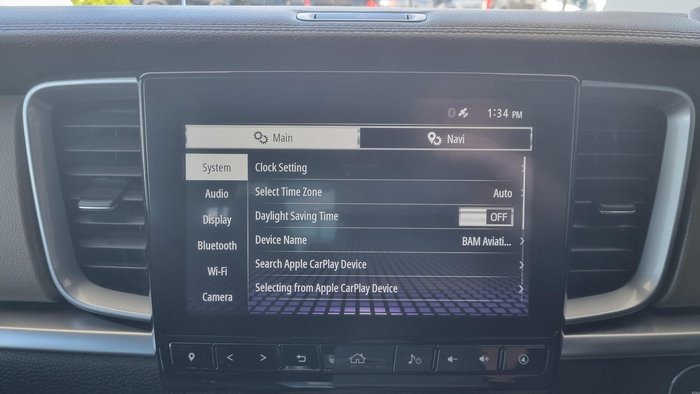 1:34 PM
Main Navi
System
Audio
Display
Bluetooth
Wi-Fi
Camera
Clock Setting
Select Time Zone Auto
Daylight Saving Time OFF
Device Name BAM Aviati...
Search Apple CarPlay Device
Selecting from Apple CarPlay Device